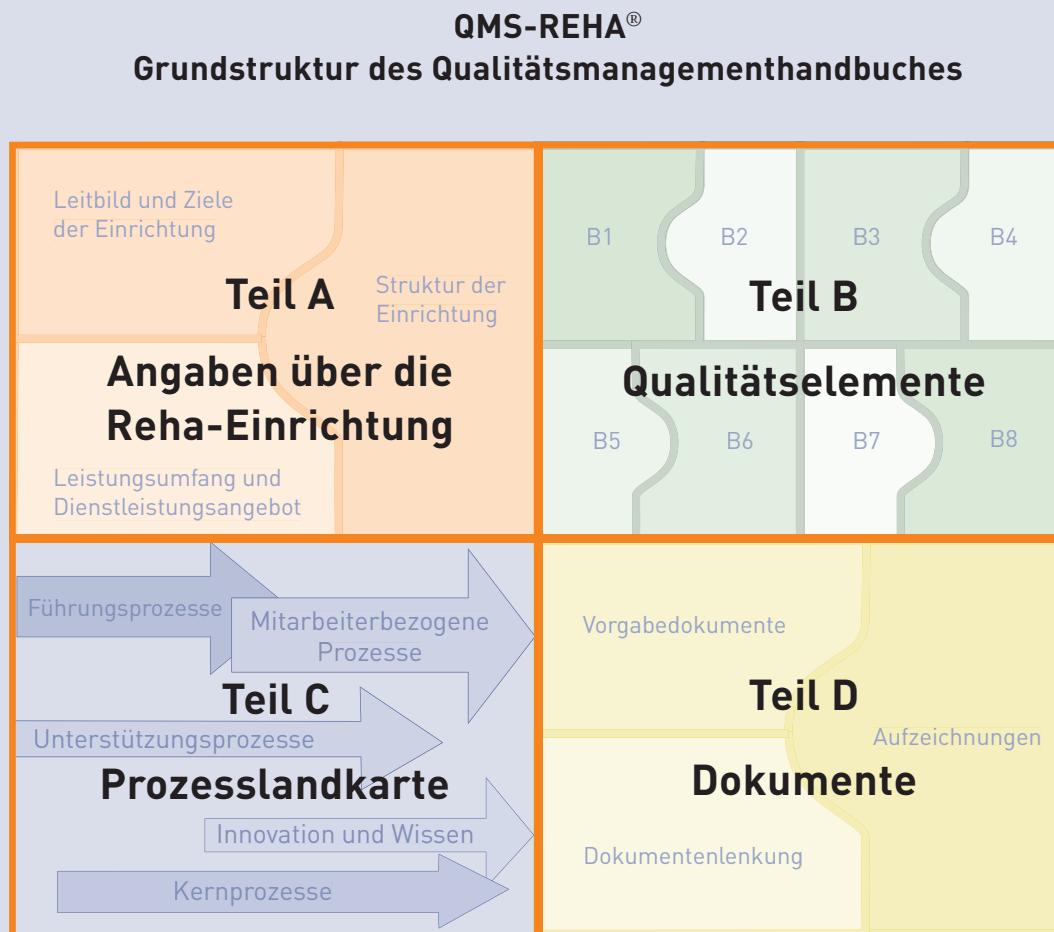 QMS-REHA®
Grundstruktur des Qualitätsmanagementhandbuches
Leitbild und Ziele
der Einrichtung
Struktur der
Einrichtung
Teil A
Angaben über die
Reha-Einrichtung
Leistungsumfang und
Dienstleistungsangebot
B1
B2
B3
B4
Teil B
Qualitätselemente
B5
B6
B7
B8
Führungsprozesse
Mitarbeiterbezogene
Prozesse
Teil C
Unterstützungsprozesse
Prozesslandkarte
Innovation und Wissen
Kernprozesse
Vorgabedokumente
Teil D
Aufzeichnungen
Dokumente
Dokumentenlenkung